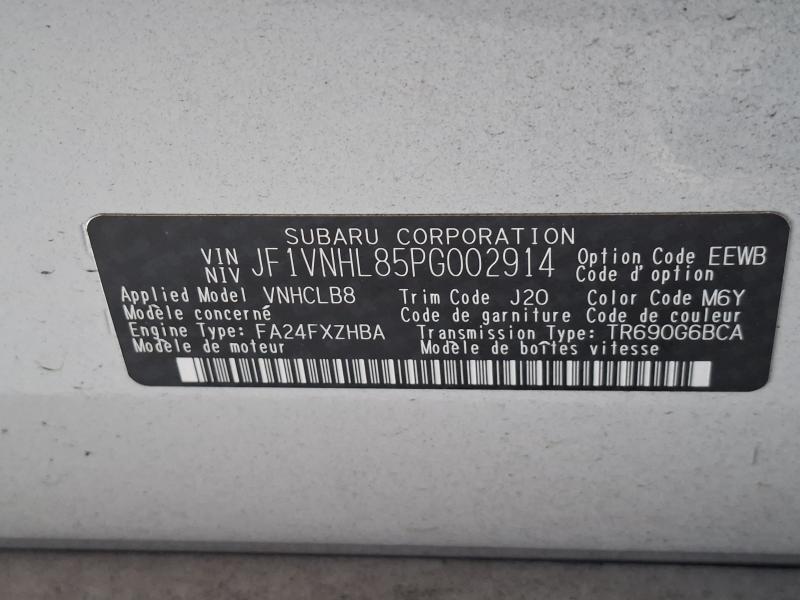 SUBARU CORPORATION
VIN NIV JF1VNHL85PG002914 Option Code EEWB
Code d'option
Applied Model VNHCLB8 Trim Code J20 Color Code M6Y
Modèle concerné Code de garniture Code de couleur
Engine Type: FA24FXZHBA Transmission Type: TR690G6BCA
Modèle de moteur Modèle de boîtes vitesse